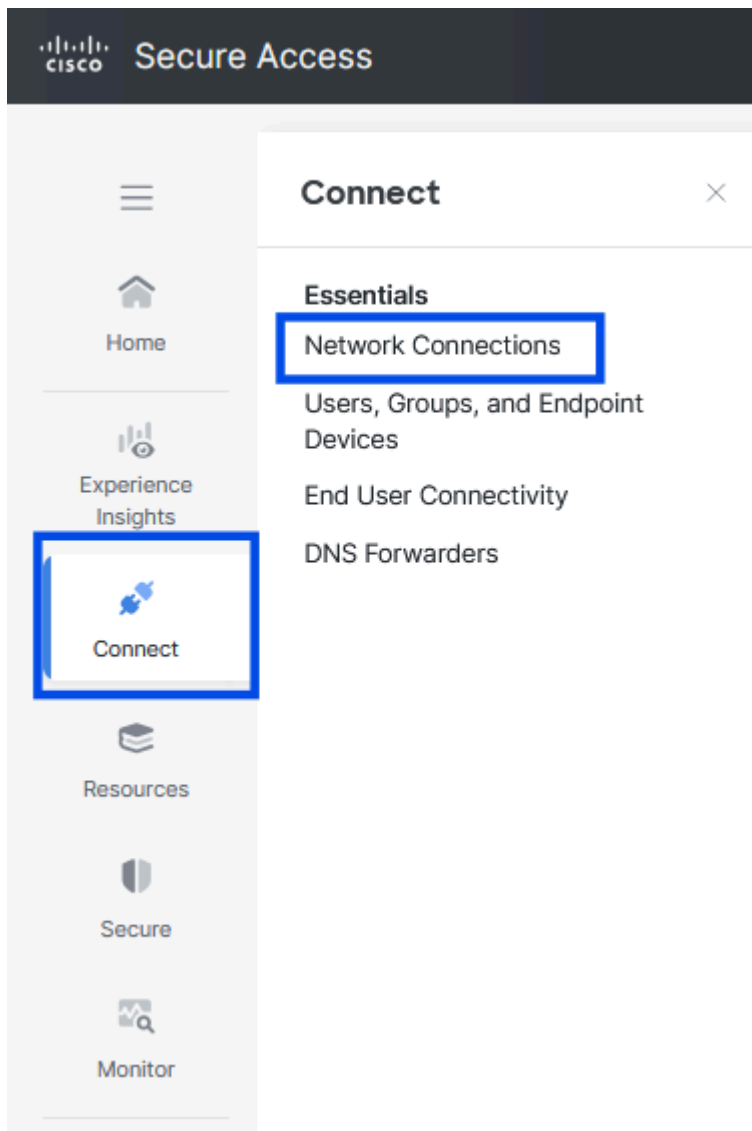 cisco Secure Access
Connect
Home
Experience
Insights
Connect
Resources
Secure
Monitor
Essentials
Network Connections
Users, Groups, and Endpoint
Devices
End User Connectivity
DNS Forwarders